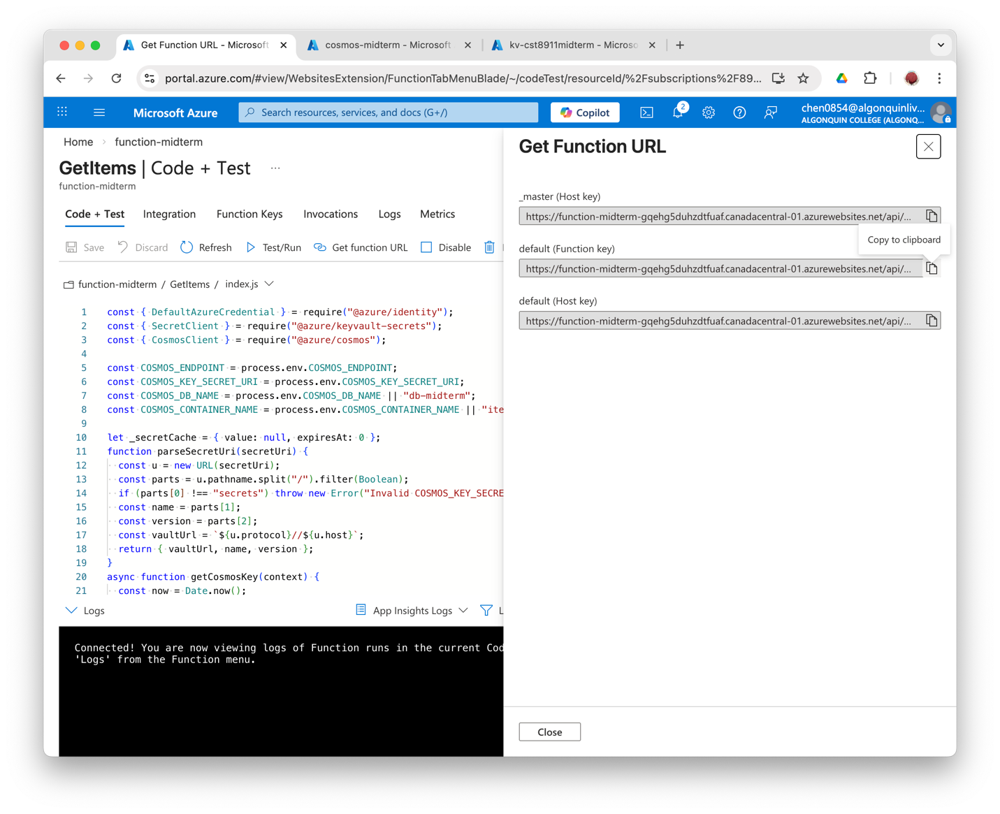 Get Function URL - Microsoft
cosmos-midterm - Microsoft
kv-cst8911midterm - Microso
portal.azure.com/#view/WebsitesExtension/FunctionTabMenuBlade/~/codeTest/resourceId/%2Fsubscriptions%2F89...
Microsoft Azure
Search resources, services, and docs (G+/)
Copilot
2
chen0854@algonquinliv...
ALGONQUIN COLLEGE (ALGONQ...
Home > function-midterm
GetItems | Code + Test ...
function-midterm
Code + Test Integration Function Keys Invocations Logs Metrics
Save Discard Refresh Test/Run Get function URL Disable
function-midterm / GetItems / index.js
1 const { DefaultAzureCredential } = require("@azure/identity");
2 const { SecretClient } = require("@azure/keyvault-secrets");
3 const { CosmosClient } = require("@azure/cosmos");
4
5 const COSMOS_ENDPOINT = process.env.COSMOS_ENDPOINT;
6 const COSMOS_KEY_SECRET_URI = process.env.COSMOS_KEY_SECRET_URI;
7 const COSMOS_DB_NAME = process.env.COSMOS_DB_NAME || "db-midterm";
8 const COSMOS_CONTAINER_NAME = process.env.COSMOS_CONTAINER_NAME || "ite
9
10 let _secretCache = { value: null, expiresAt: 0 };
11 function parseSecretUri(secretUri) {
12 const u = new URL(secretUri);
13 const parts = u.pathname.split("/").filter(Boolean);
14 if (parts[0] !== "secrets") throw new Error("Invalid COSMOS_KEY_SECRE
15 const name = parts[1];
16 const version = parts[2];
17 const vaultUrl = `${u.protocol}//${u.host}`;
18 return { vaultUrl, name, version };
19 }
20 async function getCosmosKey(context) {
21 const now = Date.now();
Logs
App Insights Logs
L
Connected! You are now viewing logs of Function runs in the current Cod
'Logs' from the Function menu.
Get Function URL
_master (Host key)
https://function-midterm-gqehg5duhzdtfuaf.canadacentral-01.azurewebsites.net/api/...
Copy to clipboard
default (Function key)
https://function-midterm-gqehg5duhzdtfuaf.canadacentral-01.azurewebsites.net/api/...
default (Host key)
https://function-midterm-gqehg5duhzdtfuaf.canadacentral-01.azurewebsites.net/api/...
Close